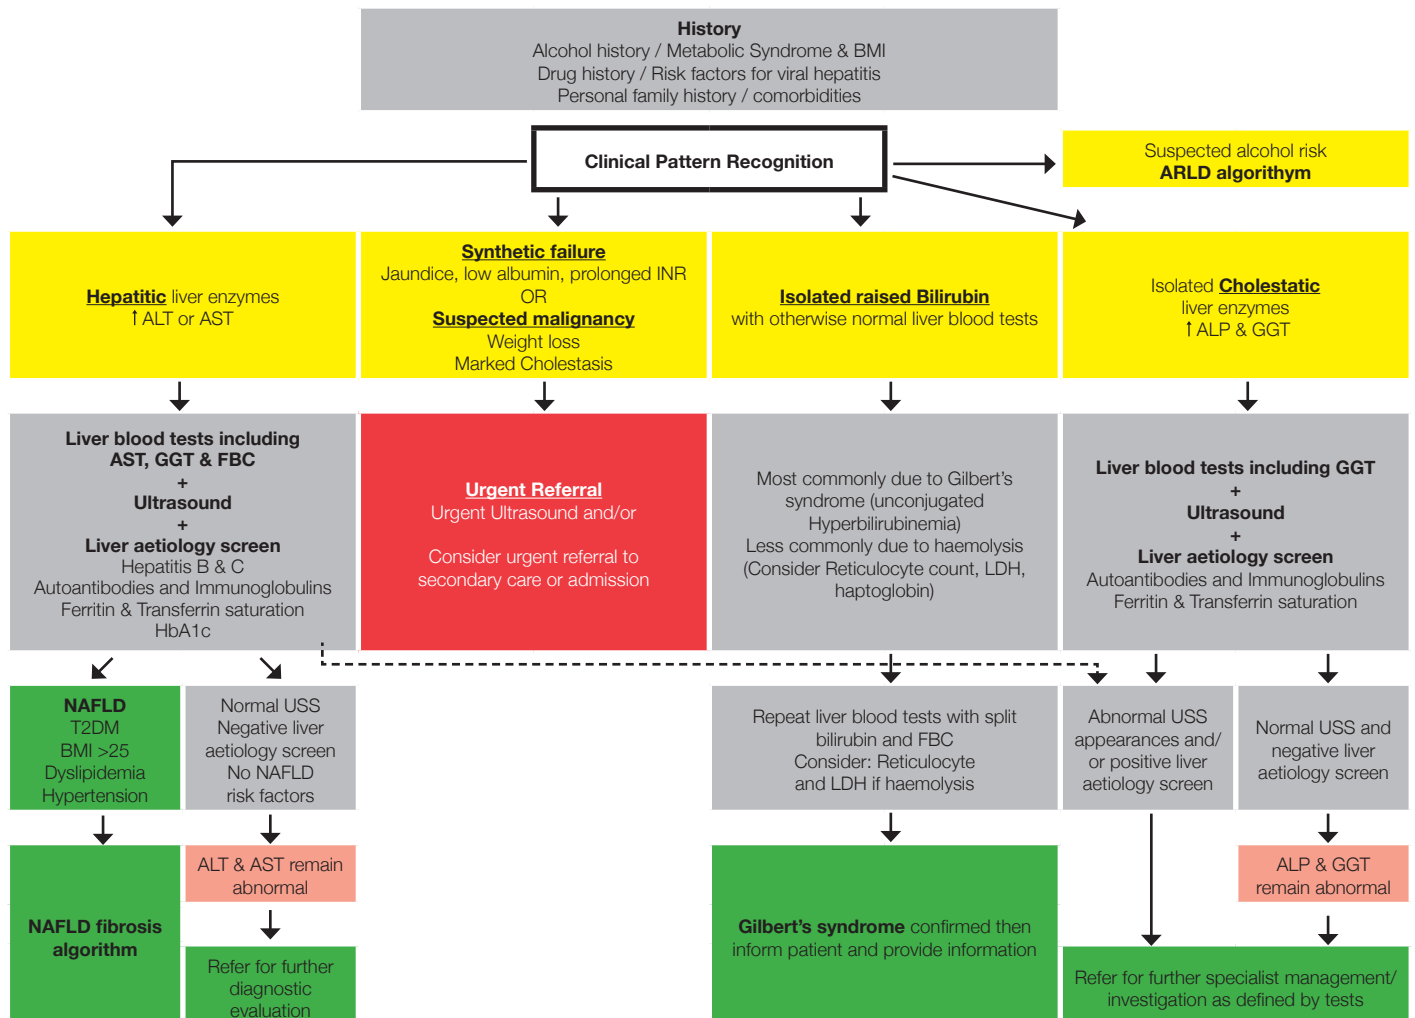 History
Alcohol history / Metabolic Syndrome & BMI
Drug history / Risk factors for viral hepatitis
Personal family history / comorbidities
Clinical Pattern Recognition
Suspected alcohol risk
ARLD algorithym
Hepatitic liver enzymes
↑ ALT or AST
Synthetic failure
Jaundice, low albumin, prolonged INR
OR
Suspected malignancy
Weight loss
Marked Cholestasis
Isolated raised Bilirubin
with otherwise normal liver blood tests
Isolated Cholestatic
liver enzymes
↑ ALP & GGT
Liver blood tests including
AST, GGT & FBC
+
Ultrasound
+
Liver aetiology screen
Hepatitis B & C
Autoantibodies and Immunoglobulins
Ferritin & Transferrin saturation
HbA1c
Urgent Referral
Urgent Ultrasound and/or
Consider urgent referral to
secondary care or admission
Most commonly due to Gilbert's
syndrome (unconjugated
Hyperbilirubinemia)
Less commonly due to haemolysis
(Consider Reticulocyte count, LDH,
haptoglobin)
Liver blood tests including GGT
+
Ultrasound
+
Liver aetiology screen
Autoantibodies and Immunoglobulins
Ferritin & Transferrin saturation
NAFLD
T2DM
BMI >25
Dyslipidemia
Hypertension
Normal USS
Negative liver
aetiology screen
No NAFLD
risk factors
Repeat liver blood tests with split
bilirubin and FBC
Consider: Reticulocyte
and LDH if haemolysis
Abnormal USS
appearances and/
or positive liver
aetiology screen
Normal USS and
negative liver
aetiology screen
NAFLD fibrosis
algorithm
ALT & AST remain
abnormal
Refer for further
diagnostic
evaluation
Gilbert's syndrome confirmed then
inform patient and provide information
ALP & GGT
remain abnormal
Refer for further specialist management/
investigation as defined by tests